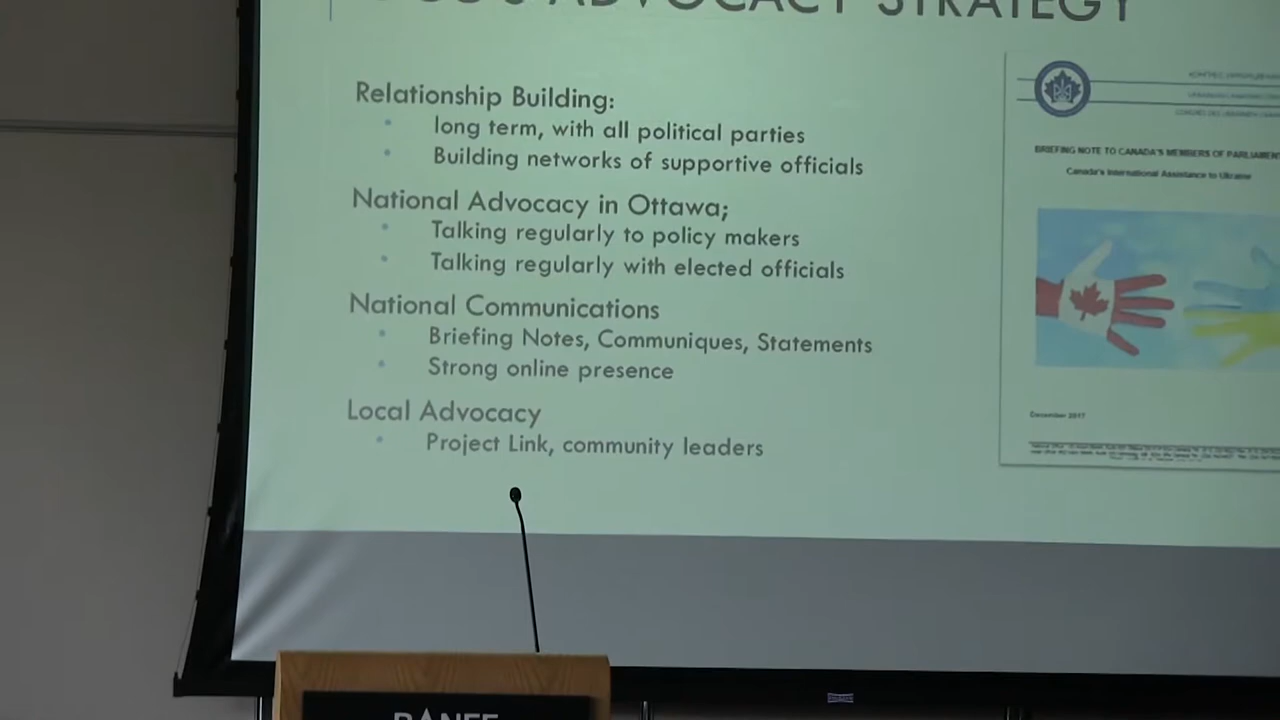 ADVOCACY STRATEGY
Relationship Building:
long term, with all political parties
Building networks of supportive officials
National Advocacy in Ottawa;
Talking regularly to policy makers
Talking regularly with elected officials
National Communications
Briefing Notes, Communiques, Statements
Strong online presence
Local Advocacy
Project Link, community leaders
BRIEFING NOTE TO CANADA'S MEMBERS OF PARLIAMENT
Canada's International Assistance to Ukraine
December 2017